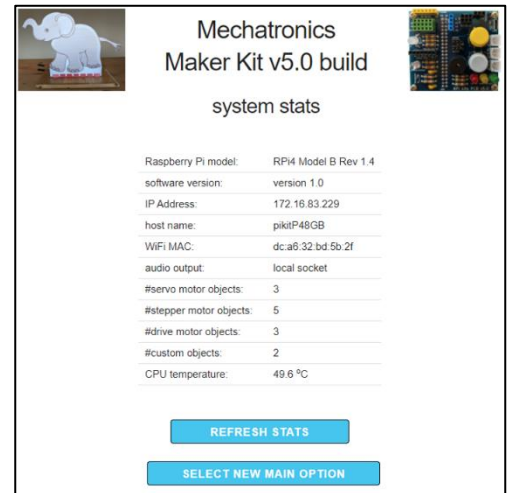 Mechatronics
Maker Kit v5.0 build
system stats
Raspberry Pi model: RPi4 Model B Rev 1.4
software version: version 1.0
IP Address: 172.16.83.229
host name: pikitP48GB
WiFi MAC: dc:a6:32:bd:5b:2f
audio output: local socket
#servo motor objects: 3
#stepper motor objects: 5
#drive motor objects: 3
#custom objects: 2
CPU temperature: 49.6 ºC
REFRESH STATS
SELECT NEW MAIN OPTION